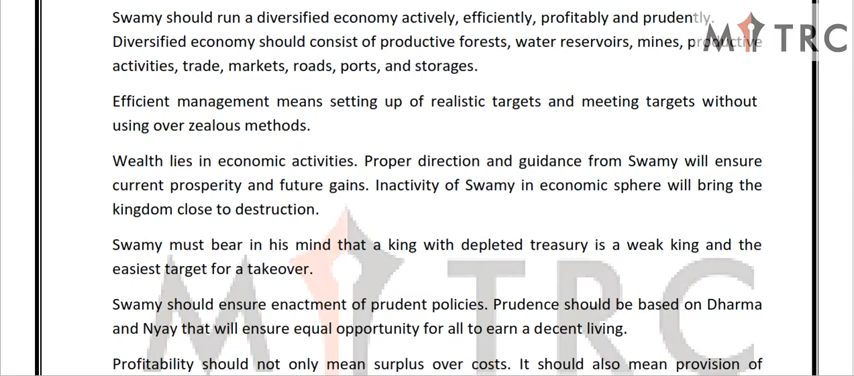 Swamy should run a diversified economy actively, efficiently, profitably and prudently.
Diversified economy should consist of productive forests, water reservoirs, mines, productive
activities, trade, markets, roads, ports, and storages.
Efficient management means setting up of realistic targets and meeting targets without
using over zealous methods.
Wealth lies in economic activities. Proper direction and guidance from Swamy will ensure
current prosperity and future gains. Inactivity of Swamy in economic sphere will bring the
kingdom close to destruction.
Swamy must bear in his mind that a king with depleted treasury is a weak king and the
easiest target for a takeover.
Swamy should ensure enactment of prudent policies. Prudence should be based on Dharma
and Nyay that will ensure equal opportunity for all to earn a decent living.
Profitability should not only mean surplus over costs. It should also mean provision of
MITRC
MITRC